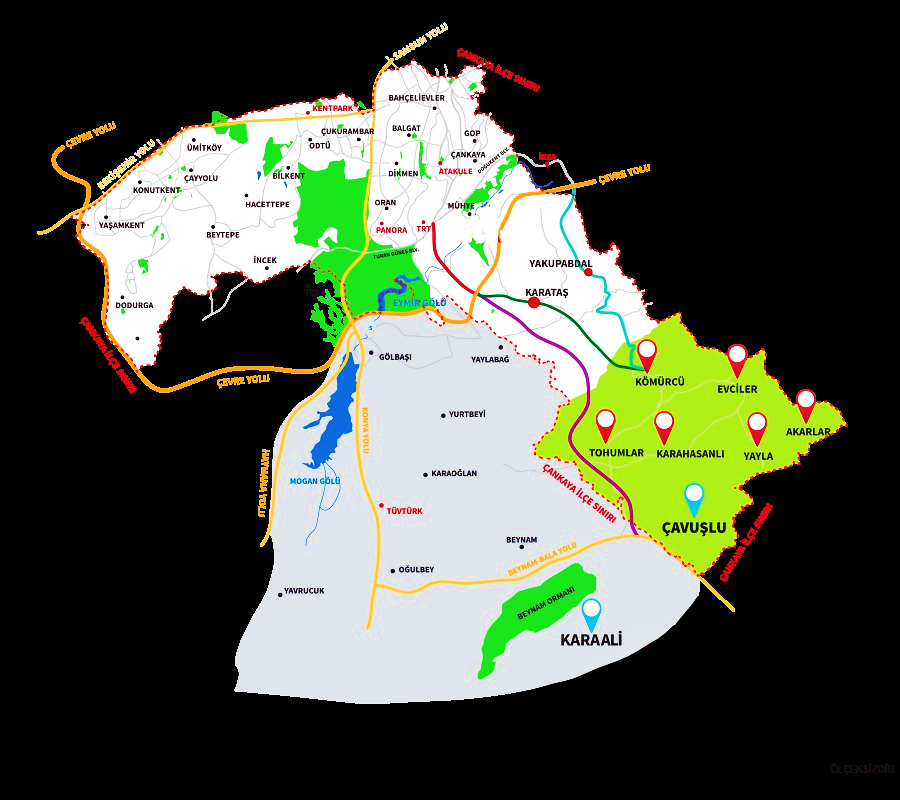 SAMSUN YOLU
ÇANKAYA İLÇE SINIRI
BAHÇELİEVLER
KENTPARK
ÇEVRE YOLU
ESKİŞEHİR YOLU
ÜMİTKÖY
ÇUKURAMBAR
ODTÜ
BALGAT
GOP
ÇANKAYA
DOĞUKENT BLV.
ÇAYYOLU
BİLKENT
DİKMEN
ATAKULE
ÇEVRE YOLU
KONUTKENT
HACETTEPE
ORAN
MÜHYE
YAŞAMKENT
BEYTEPE
PANORA
TRT
TURAN GÜNEŞ BLV.
İNCEK
YAKUPABDAL
KARATAŞ
DODURGA
EYMİR GÖLÜ
ÇANKAYA İLÇE SINIRI
GÖLBAŞI
YAYLABAĞ
ÇEVRE YOLU
KÖMÜRCÜ
EVCİLER
YURTBEYİ
KONYA YOLU
AKARLAR
TOHUMLAR
KARAHASANLI
YAYLA
HAYMANA YOLU
MOGAN GÖLÜ
KARAOĞLAN
ÇANKAYA İLÇE SINIRI
TÜVTÜRK
ÇAVUŞLU
ÇANKAYA İLÇE SINIRI
BEYNAM
BEYNAM-BALA YOLU
OĞULBEY
YAVRUCUK
BEYNAM ORMANI
KARAALİ
ÖLÇEKSİZDİR